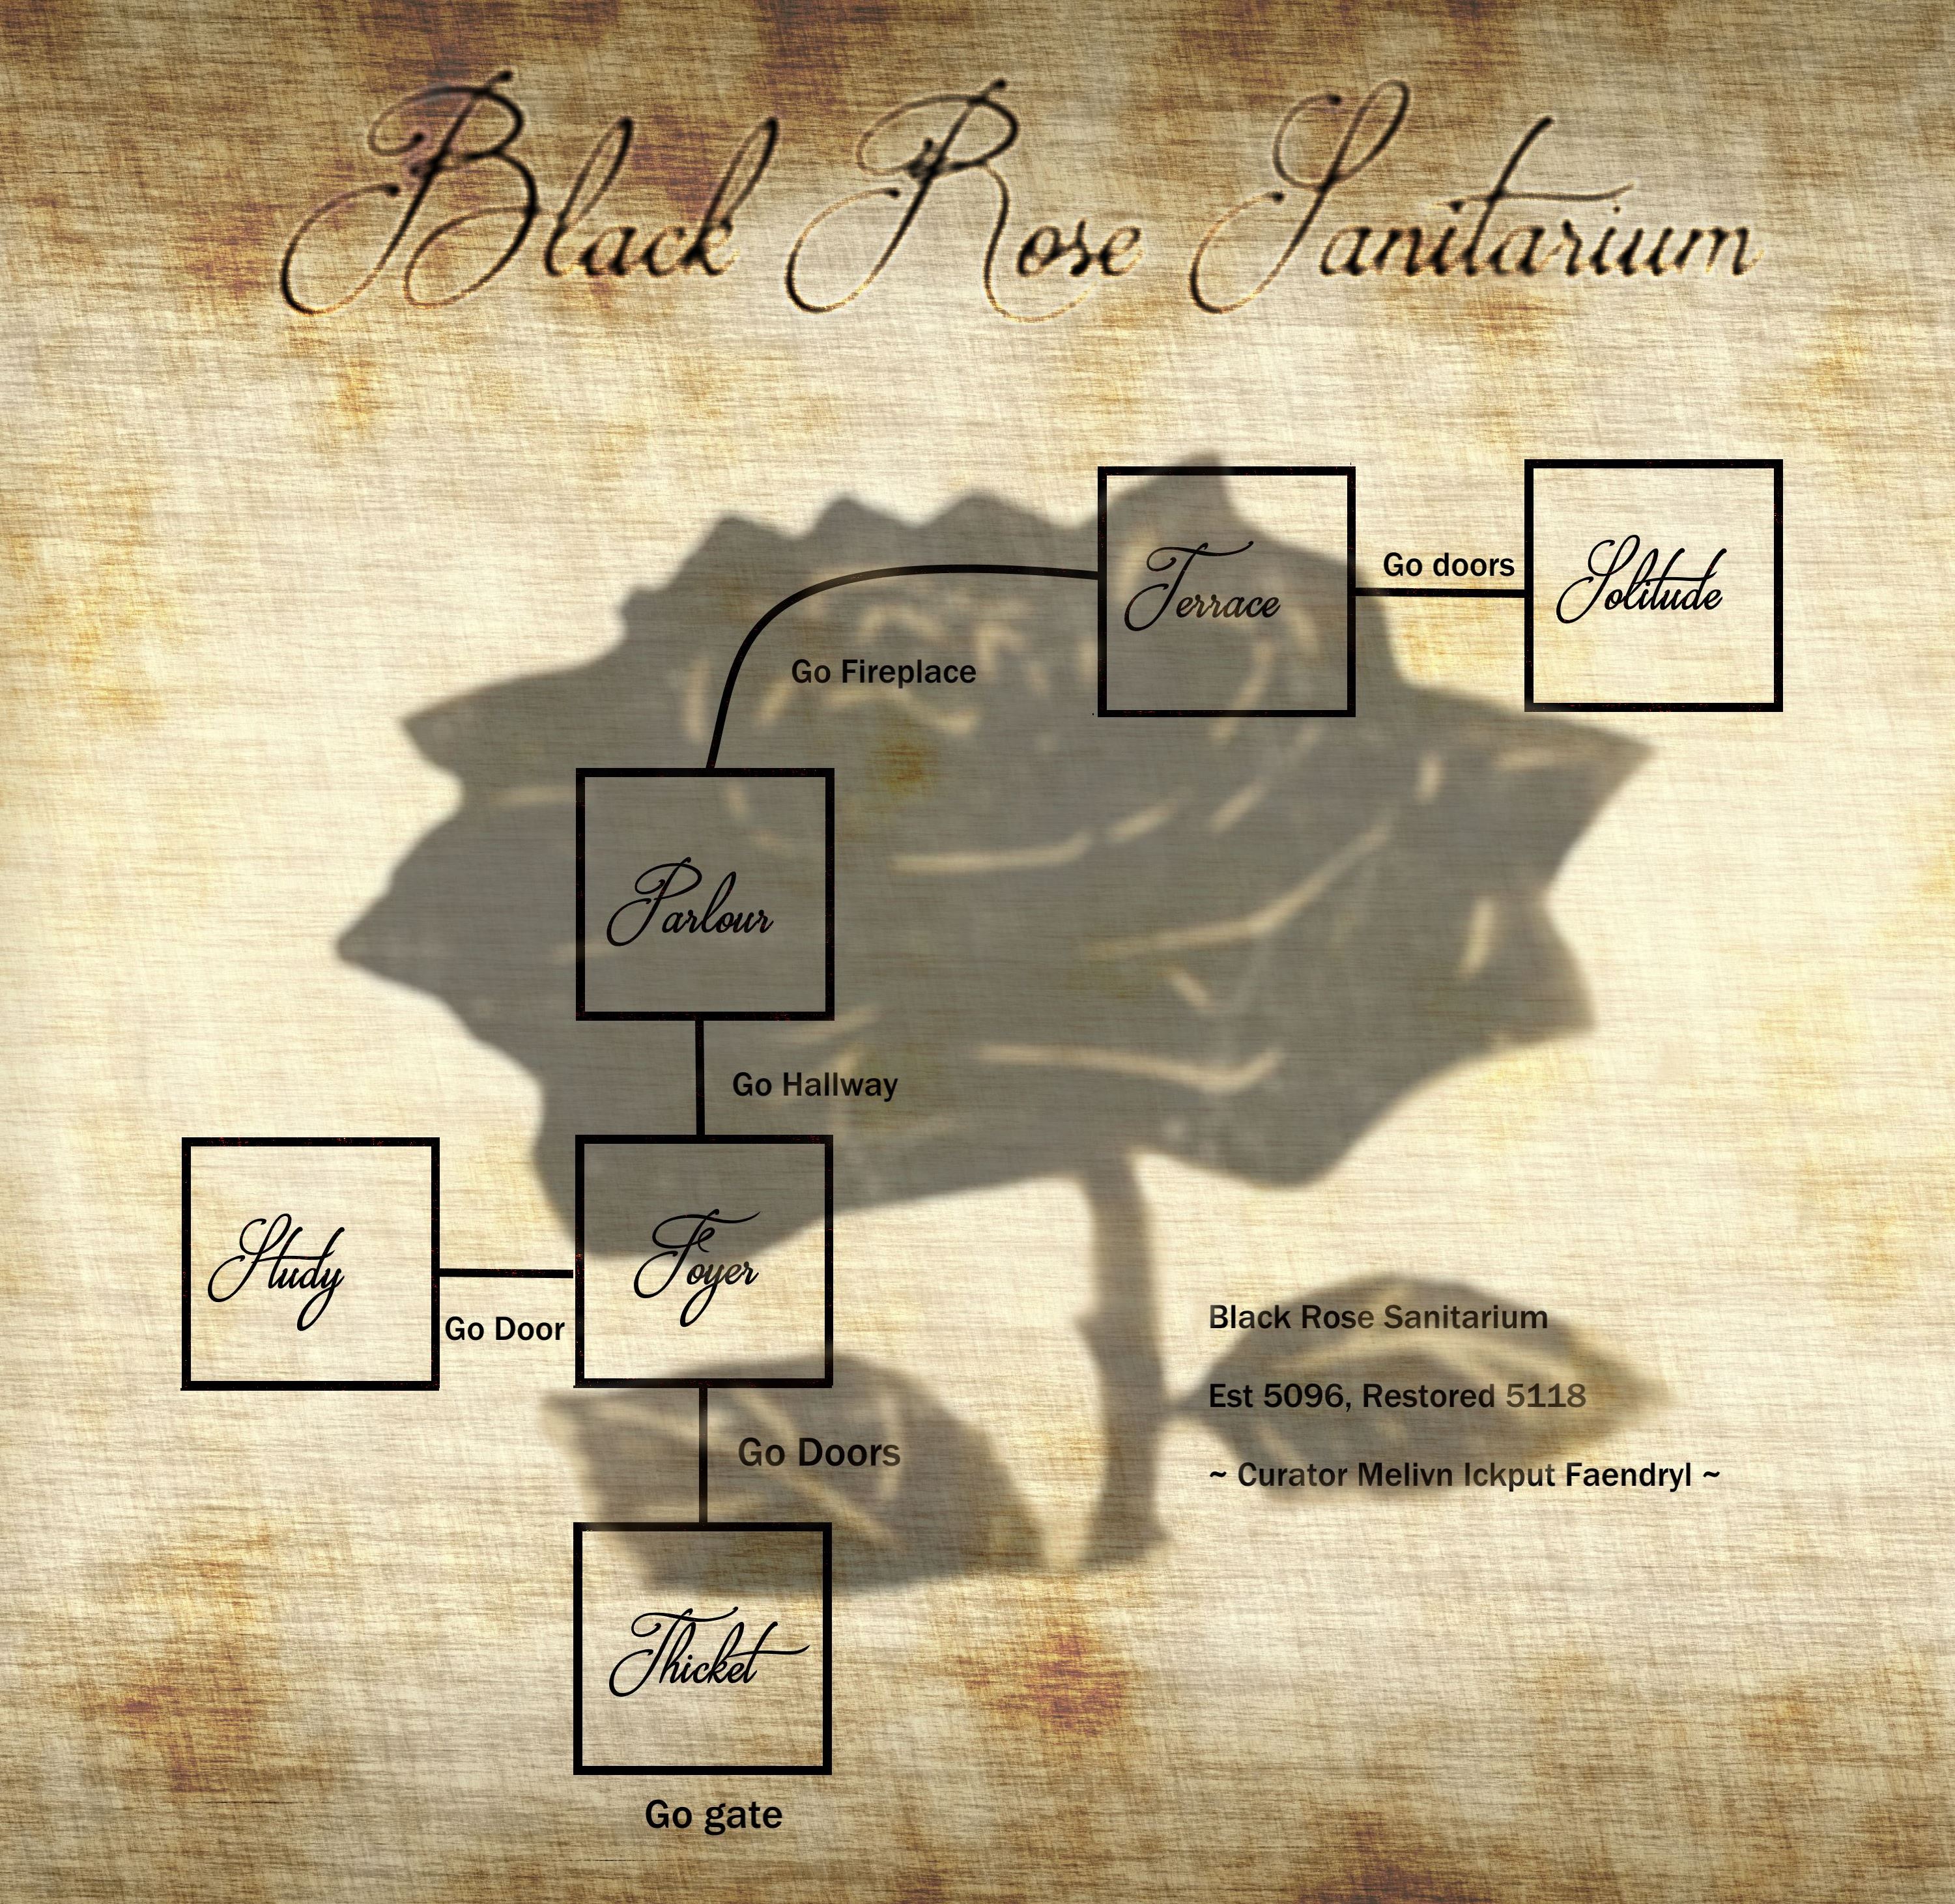 Black Rose Sanitarium
Terrace
Go doors
Solitude
Go Fireplace
Parlour
Go Hallway
Study
Go Door
Foyer
Black Rose Sanitarium
Est 5096, Restored 5118
~ Curator Melivn Ickput Faendryl ~
Go Doors
Thicket
Go gate